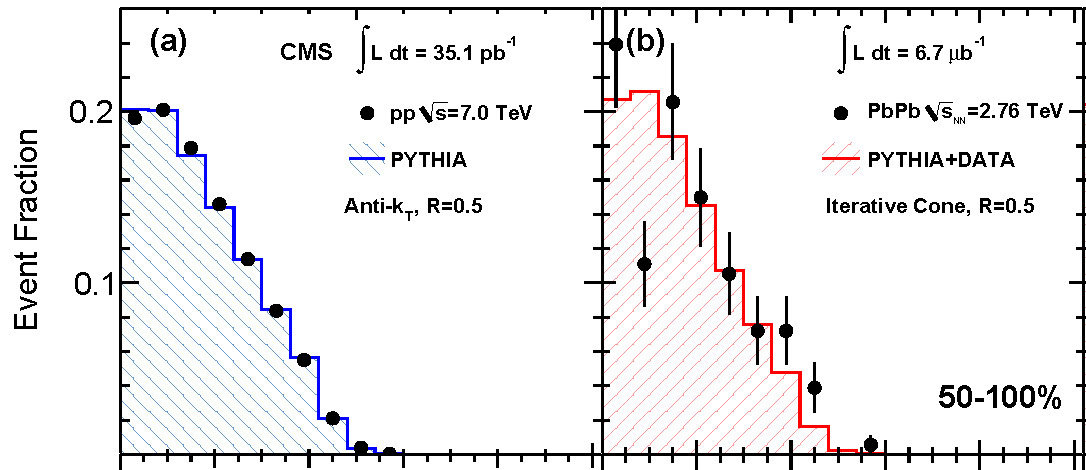 (a) CMS ∫L dt = 35.1 pb⁻¹
pp √s=7.0 TeV
PYTHIA
Anti-k_T, R=0.5
Event Fraction
0.2
0.1
(b) ∫L dt = 6.7 μb⁻¹
PbPb √s_NN=2.76 TeV
PYTHIA+DATA
Iterative Cone, R=0.5
50-100%